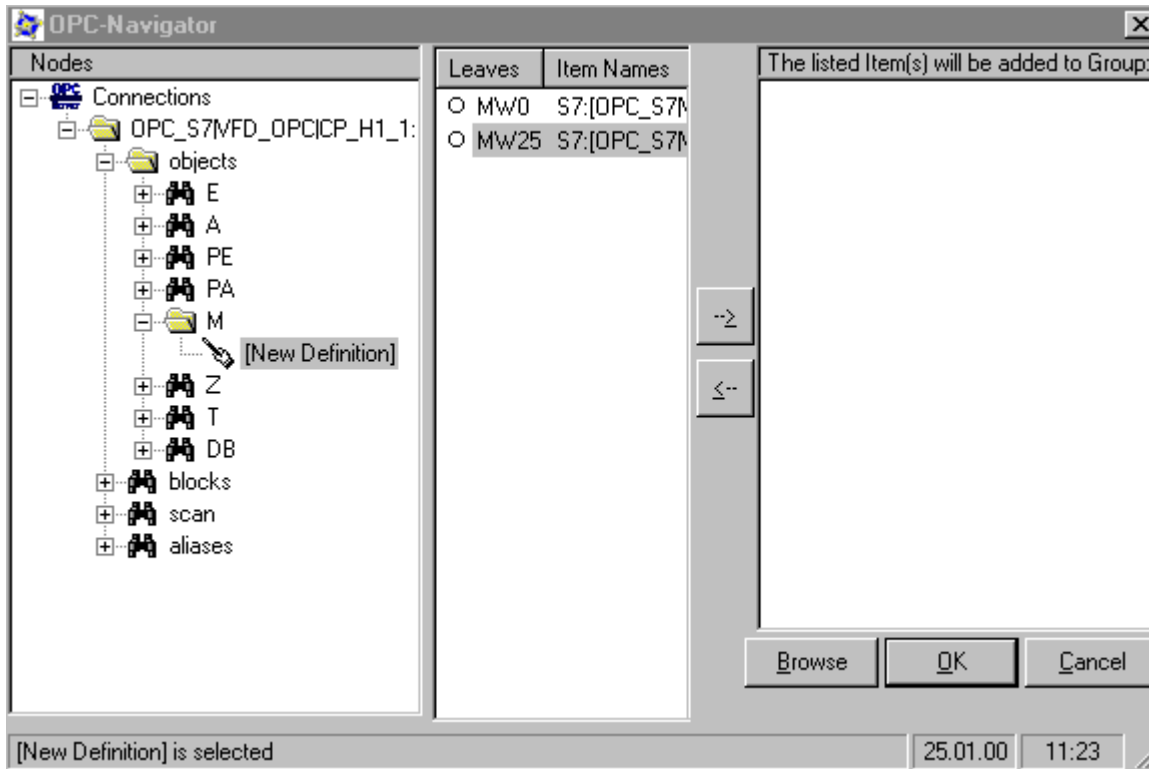 OPC-Navigator
Nodes
Connections
OPC_S7|VFD_OPC|CP_H1_1:
objects
E
A
PE
PA
M
[New Definition]
Z
T
DB
blocks
scan
aliases
Leaves Item Names
MW0 S7:[OPC_S7|
MW25 S7:[OPC_S7|
-->
<--
The listed Item(s) will be added to Group:
Browse OK Cancel
[New Definition] is selected 25.01.00 11:23